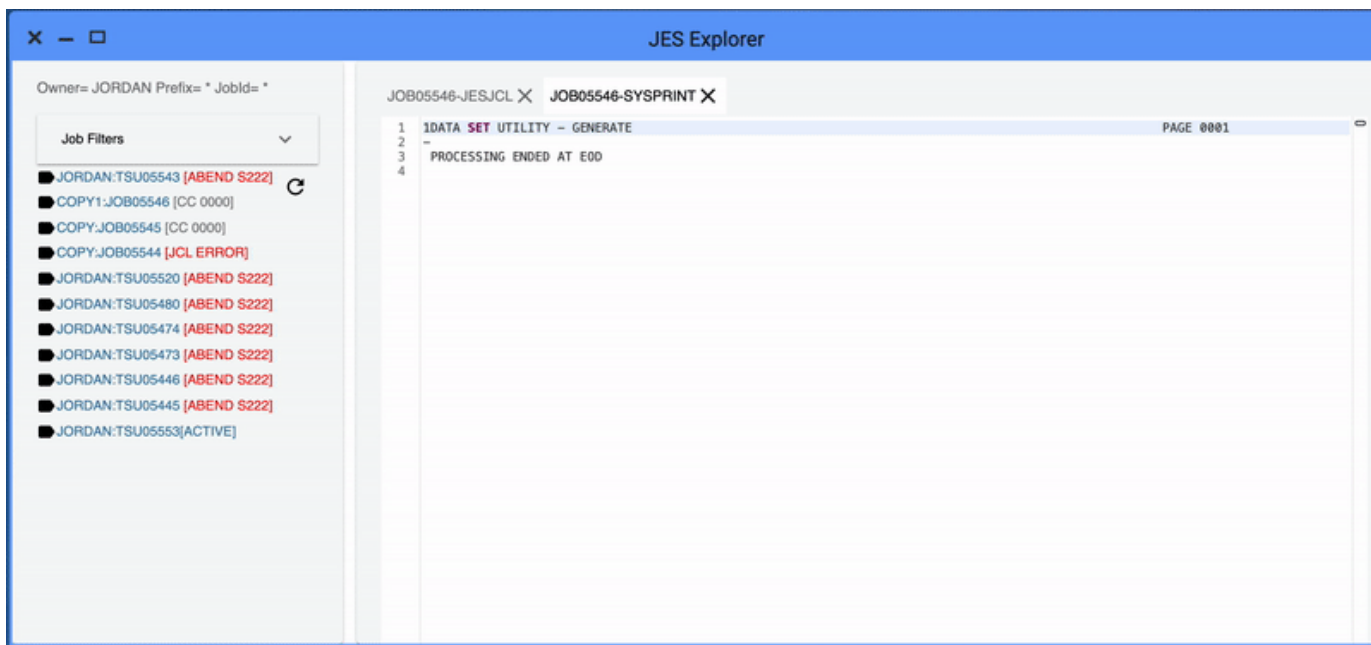 JES Explorer
Owner= JORDAN Prefix= * JobId= *
Job Filters
JORDAN:TSU05543 [ABEND S222]
COPY1:JOB05546 [CC 0000]
COPY:JOB05545 [CC 0000]
COPY:JOB05544 [JCL ERROR]
JORDAN:TSU05520 [ABEND S222]
JORDAN:TSU05480 [ABEND S222]
JORDAN:TSU05474 [ABEND S222]
JORDAN:TSU05473 [ABEND S222]
JORDAN:TSU05446 [ABEND S222]
JORDAN:TSU05445 [ABEND S222]
JORDAN:TSU05553[ACTIVE]
JOB05546-JESJCL JOB05546-SYSPRINT
1 1DATA SET UTILITY - GENERATE PAGE 0001
2 -
3 PROCESSING ENDED AT EOD
4